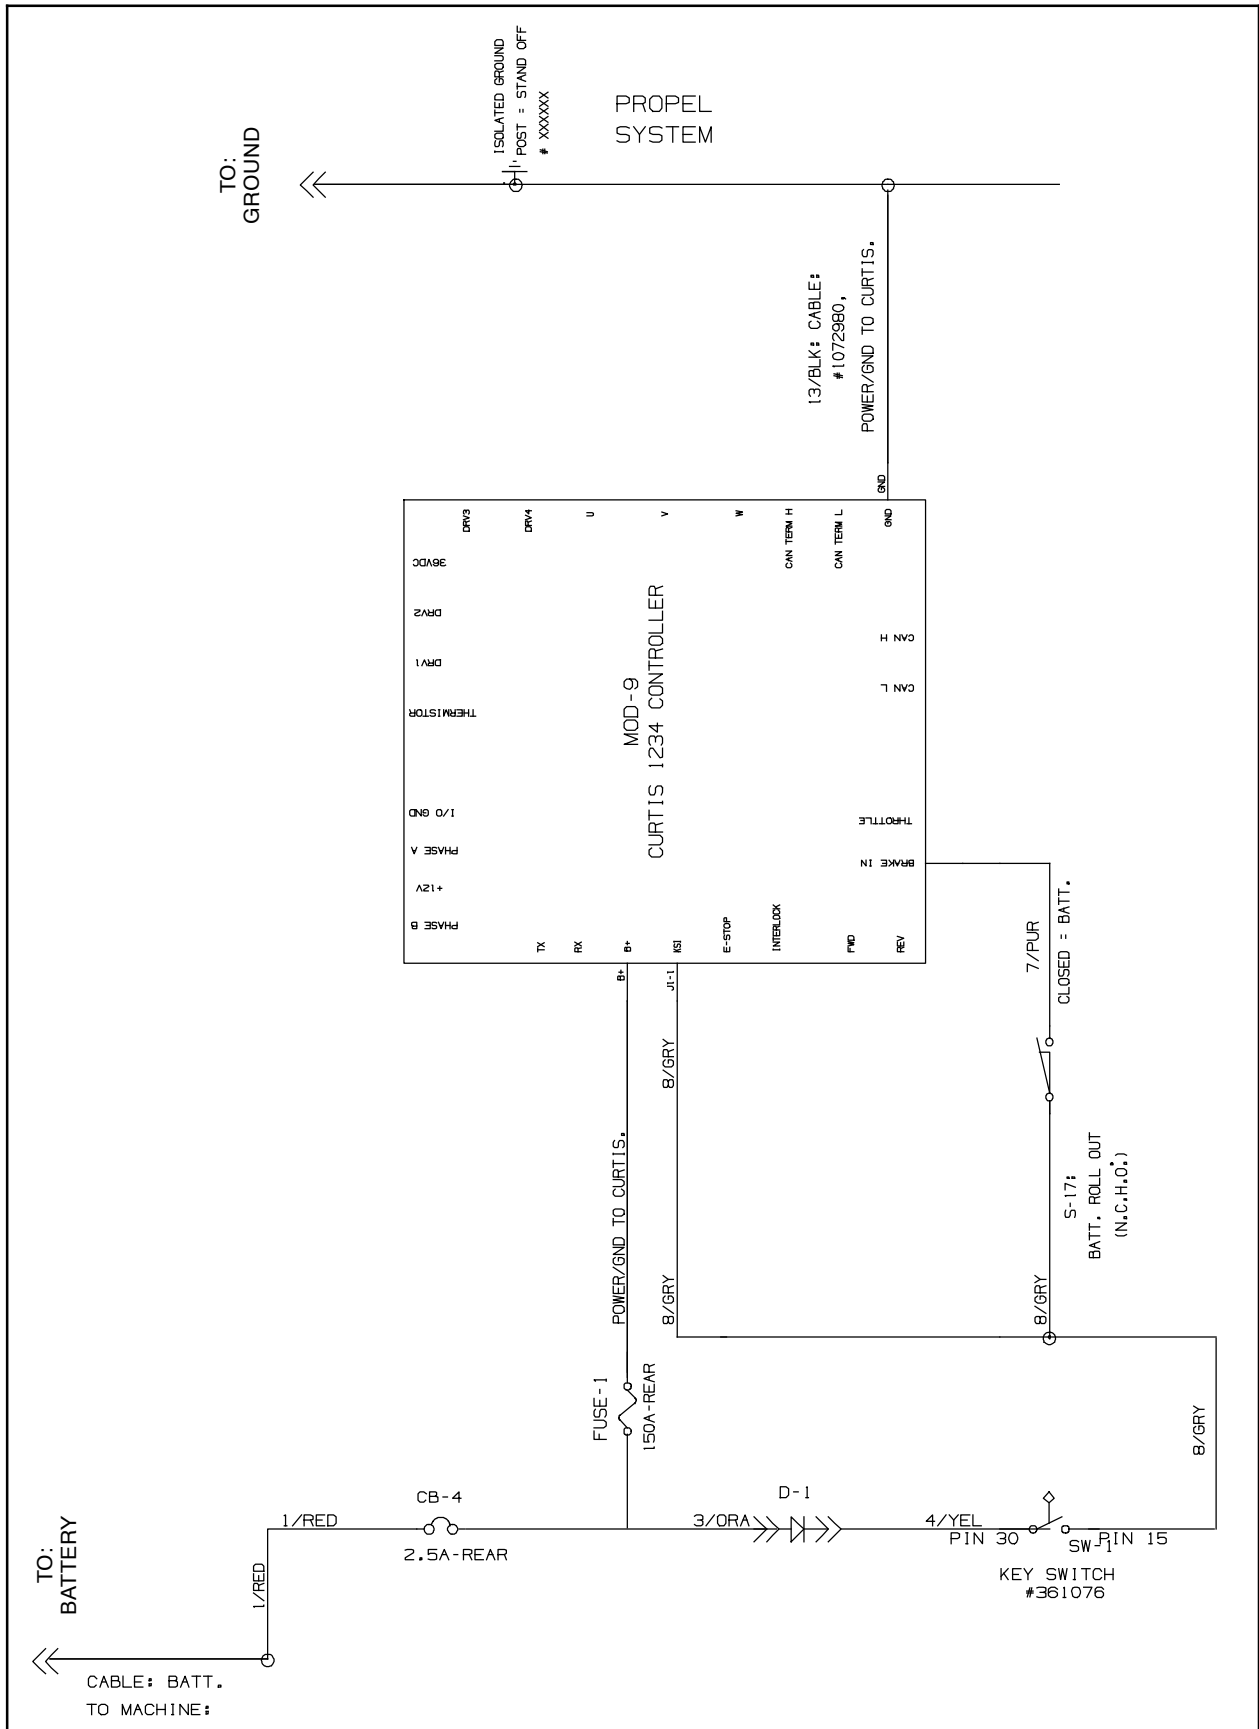 ISOLATED GROUND
POST = STAND OFF
# XXXXXX
PROPEL
SYSTEM
TO:
GROUND
13/BLK: CABLE:
#1072980,
POWER/GND TO CURTIS.
GND
DRV3
DRV4
U
V
W
CAN TERM H
CAN TERM L
GND
36VDC
DRV2
DRV1
THERMISTOR
I/O GND
PHASE A
+12V
PHASE B
MOD-9
CURTIS 1234 CONTROLLER
CAN H
CAN L
THROTTLE
BRAKE IN
TX
RX
B+
KSI
E-STOP
INTERLOCK
FWD
REV
B+
J1-1
8/GRY
7/PUR
CLOSED = BATT.
POWER/GND TO CURTIS.
8/GRY
8/GRY
S-17:
BATT. ROLL OUT
(N.C.H.O.)
FUSE-1
150A-REAR
8/GRY
CB-4
1/RED
2.5A-REAR
3/ORA
D-1
4/YEL
PIN 30
SW-1
PIN 15
KEY SWITCH
#361076
TO:
BATTERY
1/RED
CABLE: BATT.
TO MACHINE: